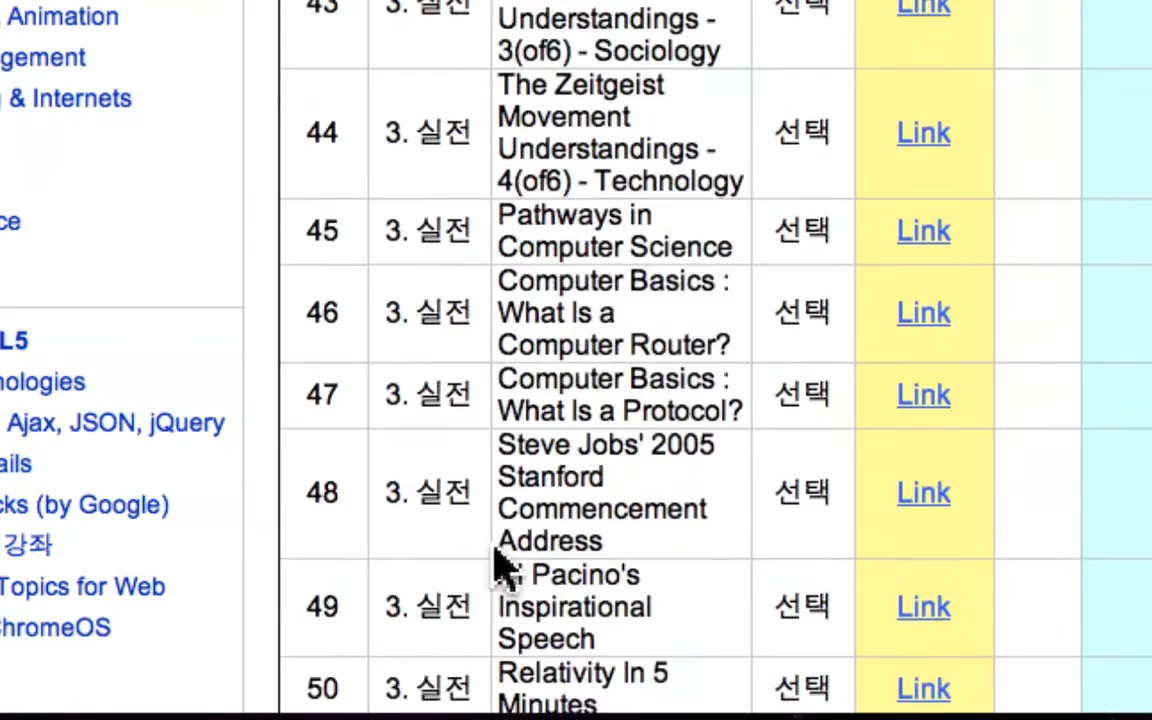 Animation
gement
& Internets
ce
L5
nologies
Ajax, JSON, jQuery
ails
cks (by Google)
강좌
Topics for Web
ChromeOS
43 3. 실전 Understandings - 선택 Link
3(of6) - Sociology
The Zeitgeist
Movement
44 3. 실전 Understandings - 선택 Link
4(of6) - Technology
Pathways in
45 3. 실전 Computer Science 선택 Link
Computer Basics :
46 3. 실전 What Is a 선택 Link
Computer Router?
Computer Basics :
47 3. 실전 What Is a Protocol? 선택 Link
Steve Jobs' 2005
Stanford
48 3. 실전 Commencement 선택 Link
Address
Pacino's
49 3. 실전 Inspirational 선택 Link
Speech
Relativity In 5
50 3. 실전 Minutes 선택 Link